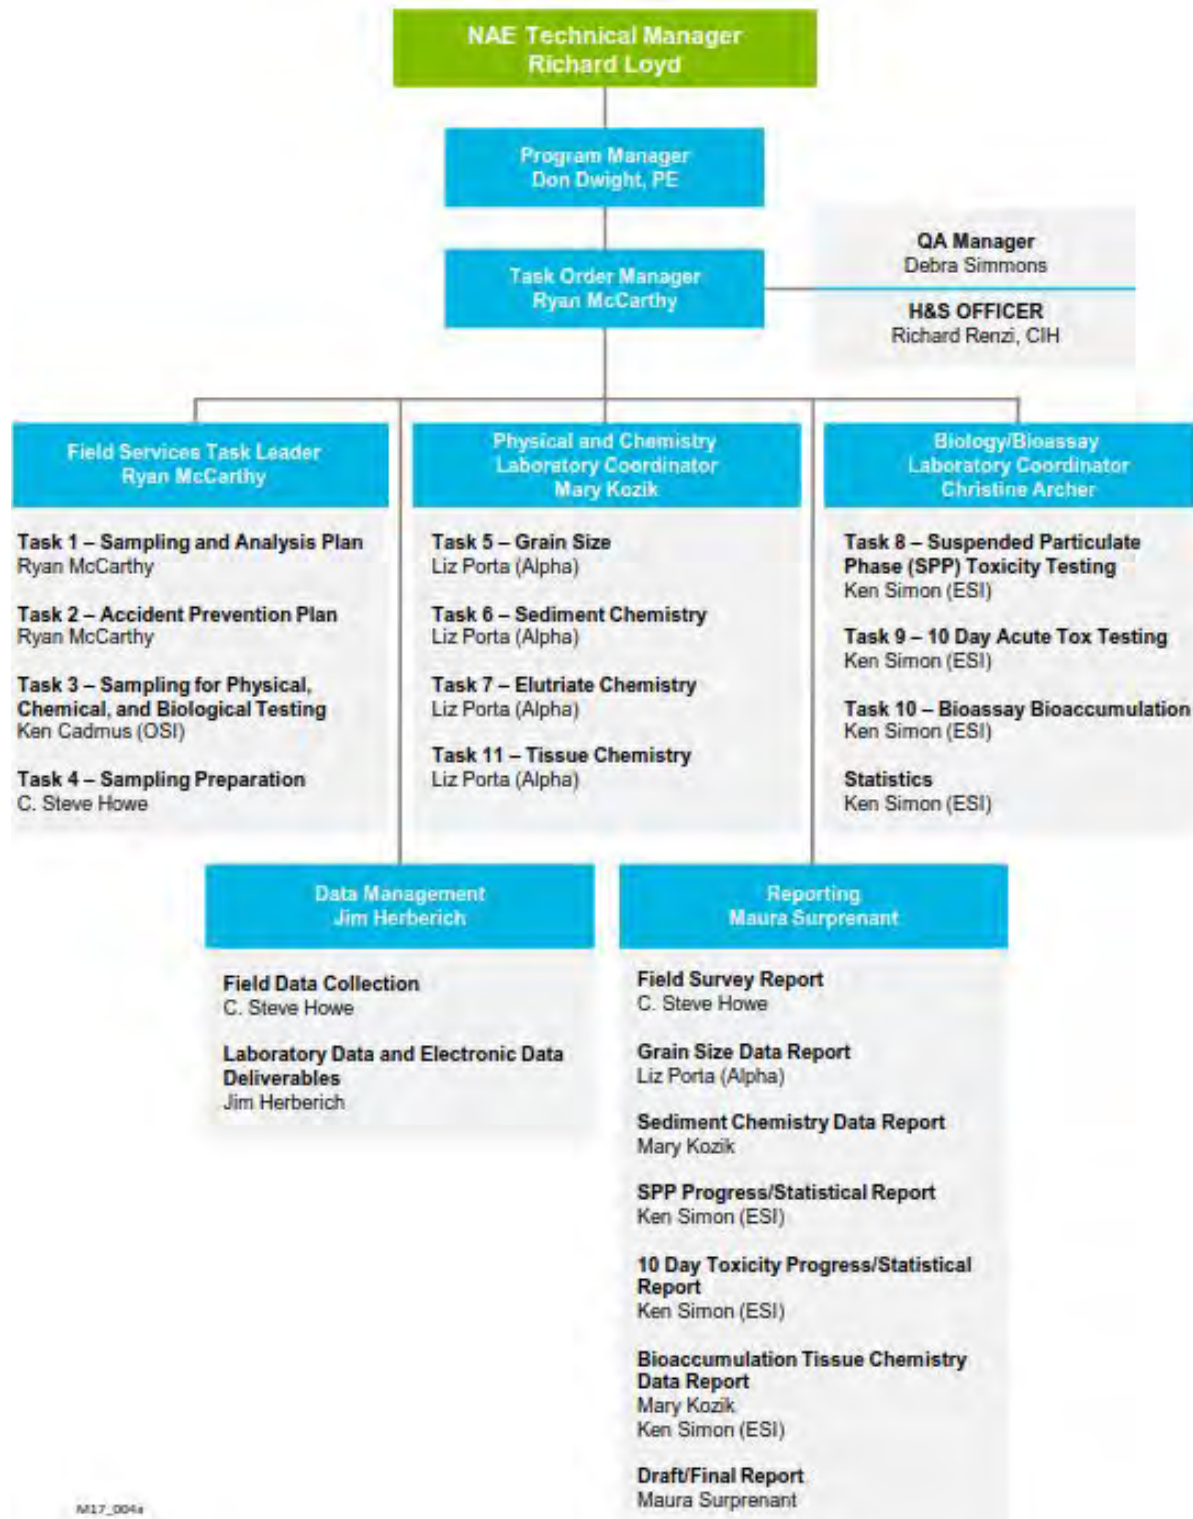 NAE Technical Manager
Richard Loyd
Program Manager
Don Dwight, PE
Task Order Manager
Ryan McCarthy
QA Manager
Debra Simmons
H&S OFFICER
Richard Renzi, CIH
Field Services Task Leader
Ryan McCarthy
Task 1 – Sampling and Analysis Plan
Ryan McCarthy
Task 2 – Accident Prevention Plan
Ryan McCarthy
Task 3 – Sampling for Physical,
Chemical, and Biological Testing
Ken Cadmus (OSI)
Task 4 – Sampling Preparation
C. Steve Howe
Physical and Chemistry
Laboratory Coordinator
Mary Kozik
Task 5 – Grain Size
Liz Porta (Alpha)
Task 6 – Sediment Chemistry
Liz Porta (Alpha)
Task 7 – Elutriate Chemistry
Liz Porta (Alpha)
Task 11 – Tissue Chemistry
Liz Porta (Alpha)
Biology/Bioassay
Laboratory Coordinator
Christine Archer
Task 8 – Suspended Particulate
Phase (SPP) Toxicity Testing
Ken Simon (ESI)
Task 9 – 10 Day Acute Tox Testing
Ken Simon (ESI)
Task 10 – Bioassay Bioaccumulation
Ken Simon (ESI)
Statistics
Ken Simon (ESI)
Data Management
Jim Herberich
Field Data Collection
C. Steve Howe
Laboratory Data and Electronic Data
Deliverables
Jim Herberich
Reporting
Maura Surprenant
Field Survey Report
C. Steve Howe
Grain Size Data Report
Liz Porta (Alpha)
Sediment Chemistry Data Report
Mary Kozik
SPP Progress/Statistical Report
Ken Simon (ESI)
10 Day Toxicity Progress/Statistical
Report
Ken Simon (ESI)
Bioaccumulation Tissue Chemistry
Data Report
Mary Kozik
Ken Simon (ESI)
Draft/Final Report
Maura Surprenant
M17_004a